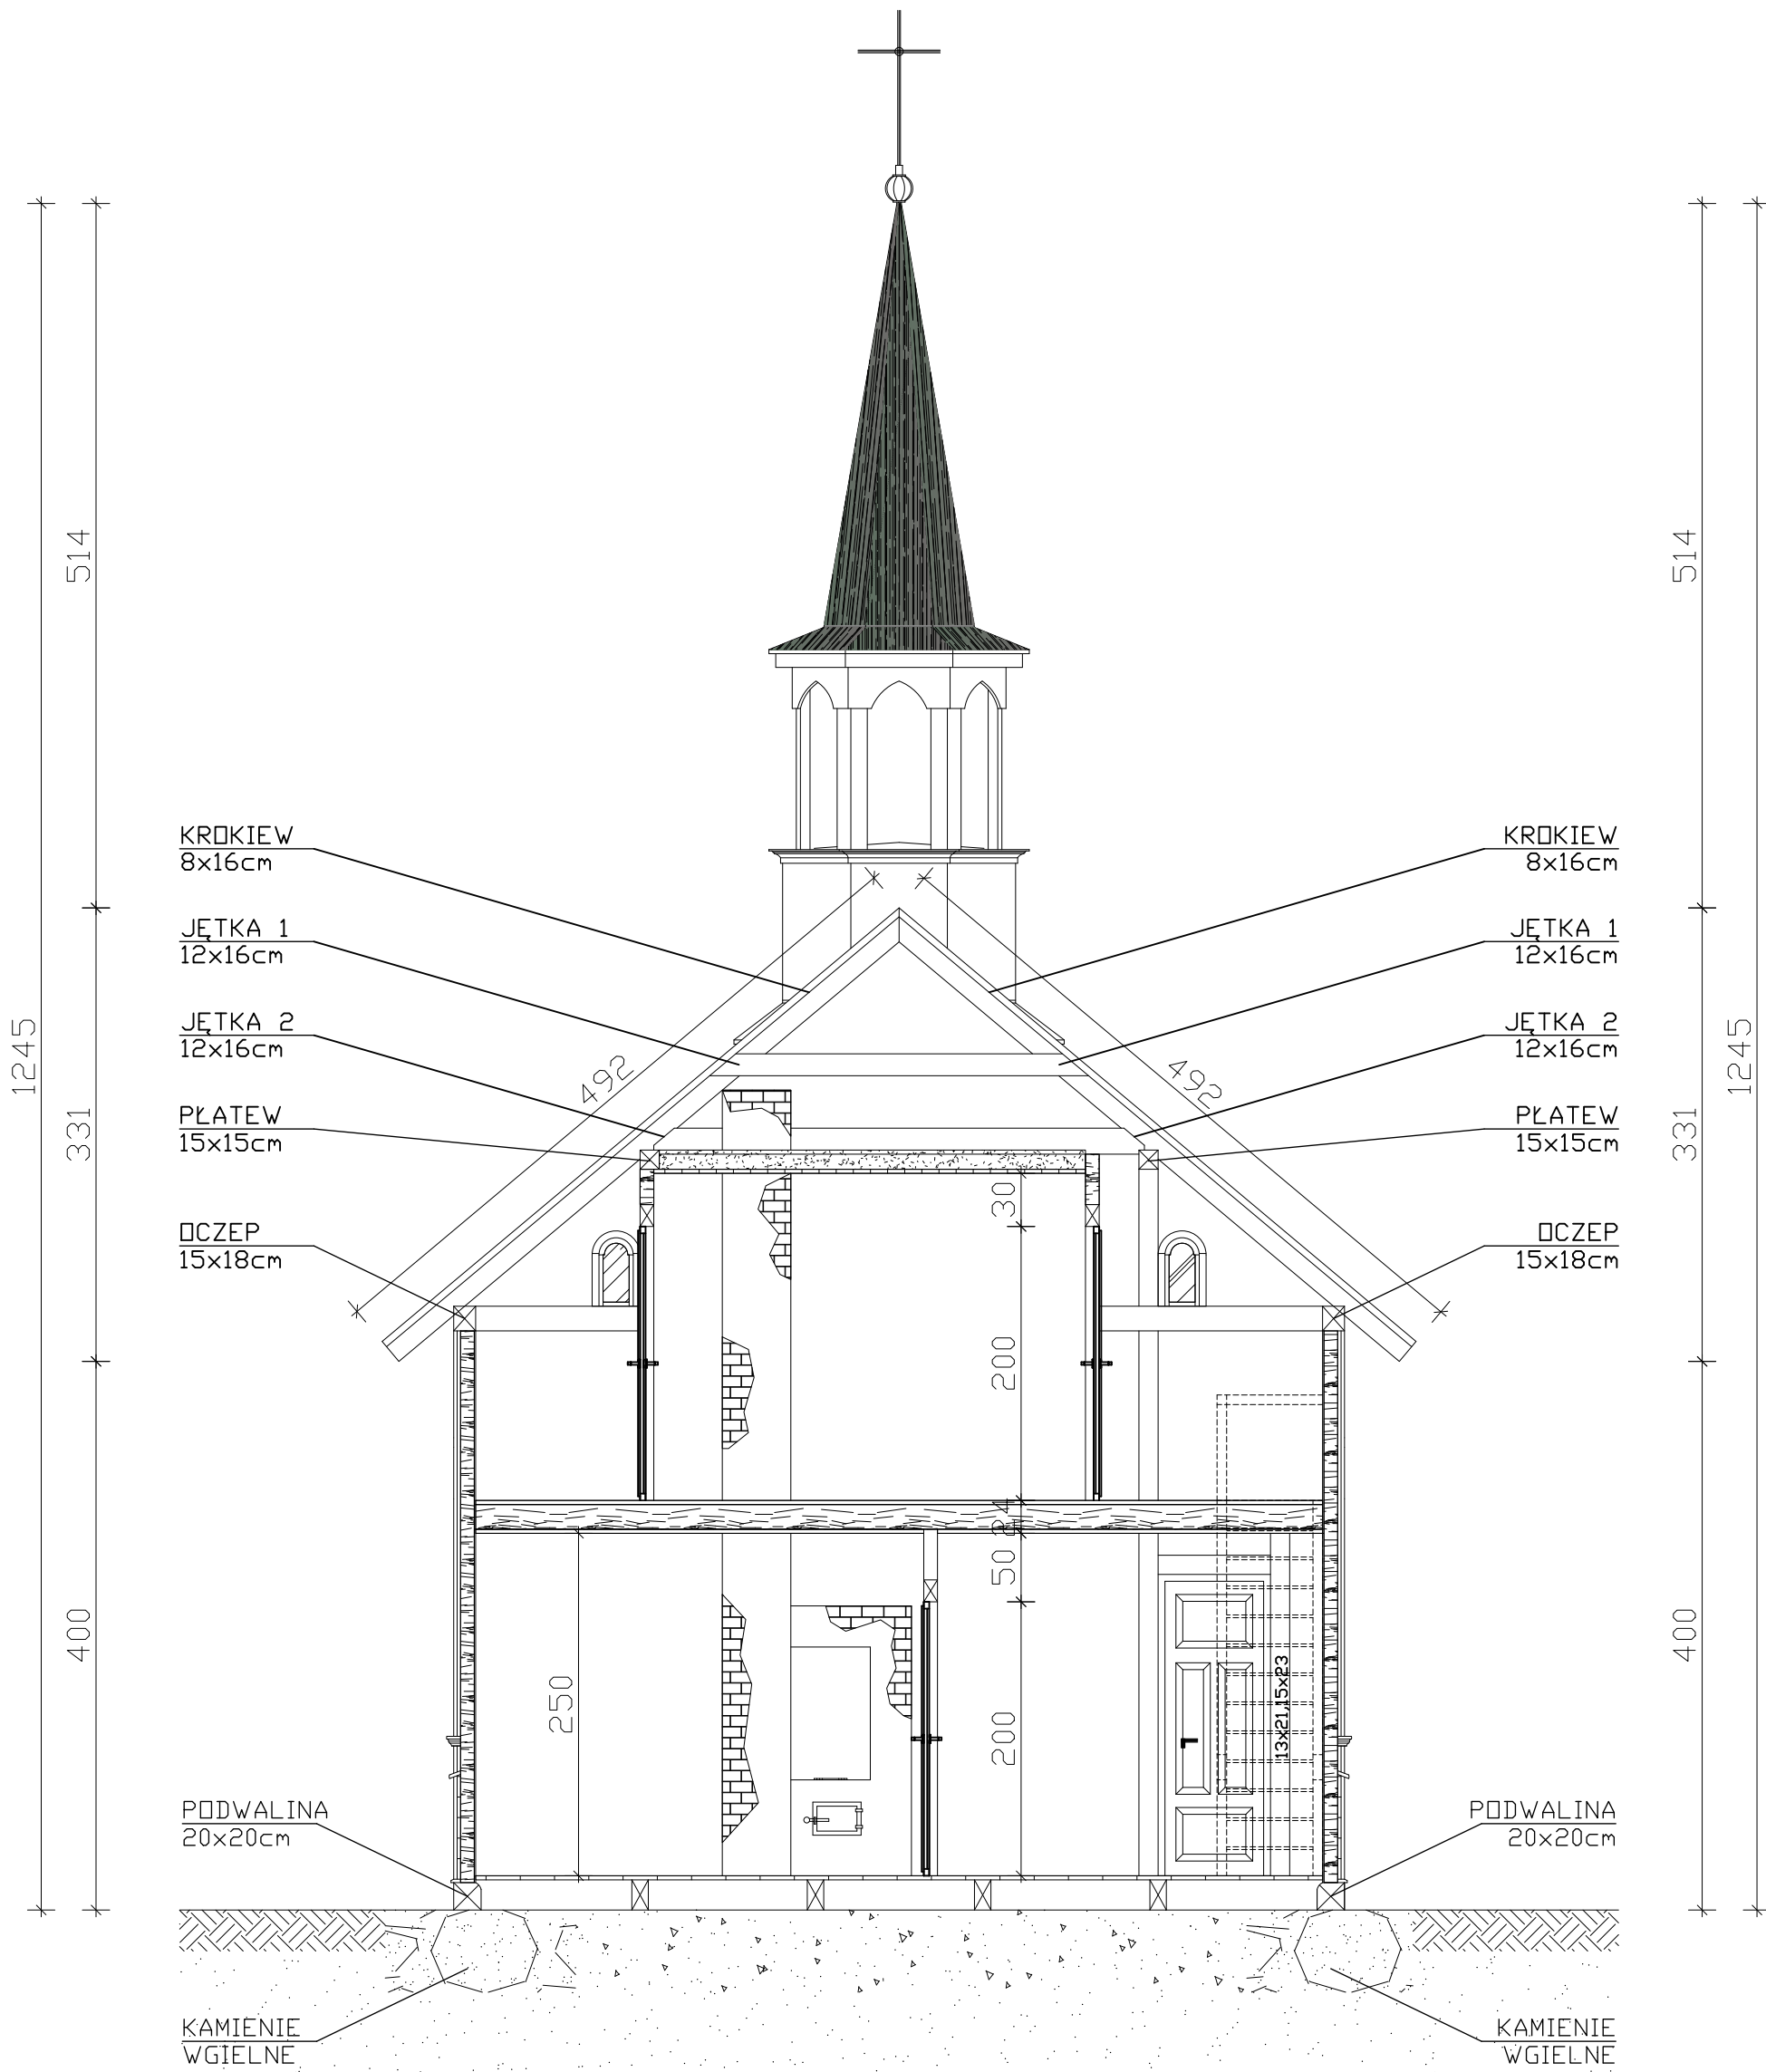 514
514
KROKIEW
8x16cm
KROKIEW
8x16cm
JĘTKA 1
12x16cm
JĘTKA 1
12x16cm
1245
JĘTKA 2
12x16cm
492
492
JĘTKA 2
12x16cm
1245
331
PŁATEW
15x15cm
PŁATEW
15x15cm
331
30
OCZEP
15x18cm
OCZEP
15x18cm
200
24
50
400
250
200
13x21,15x23
400
PODWALINA
20x20cm
PODWALINA
20x20cm
KAMIENIE
WGIELNE
KAMIENIE
WGIELNE